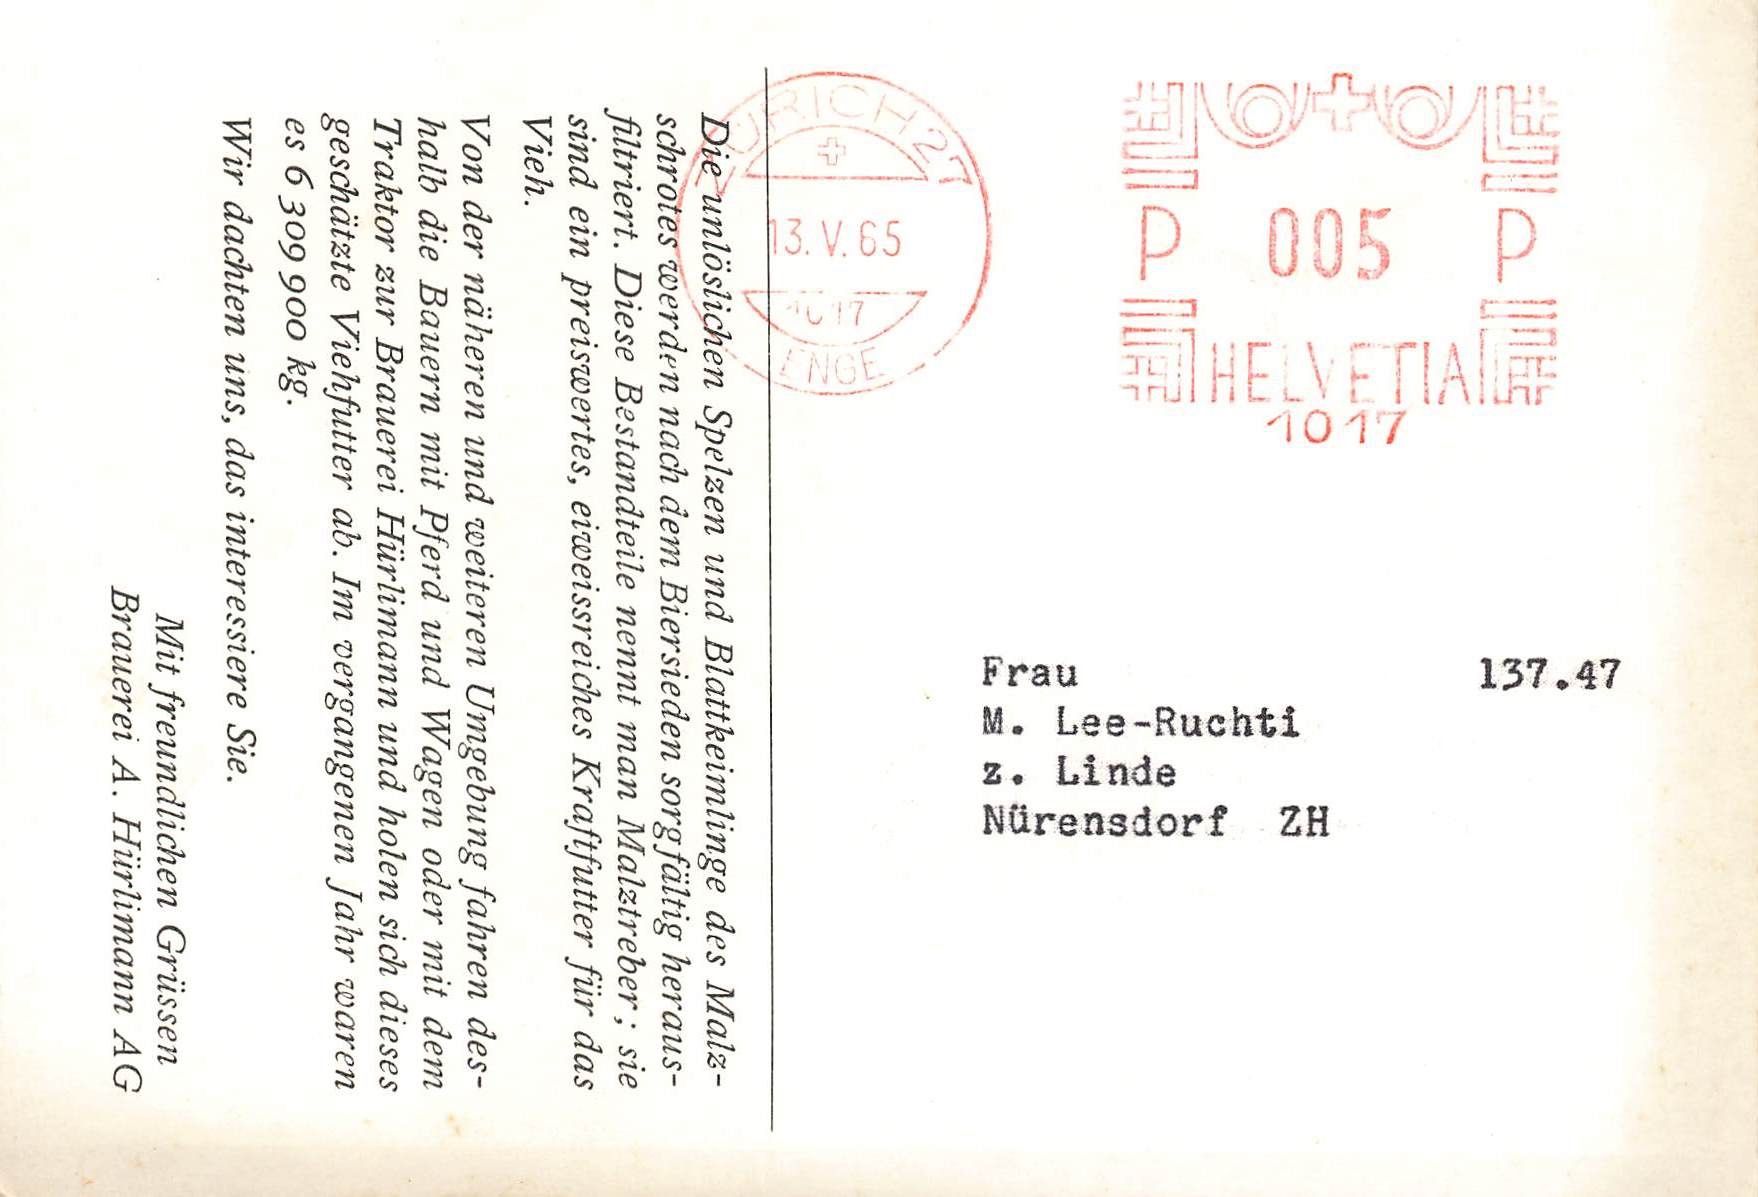 Die unlöslichen Spelzen und Blattkeimlinge des Malz-
schrotes werden nach dem Biersieden sorgfältig heraus-
filtriert. Diese Bestandteile nennt man Malztreber; sie
sind ein preiswertes, eiweissreiches Kraftfutter für das
Vieh.
Von der näheren und weiteren Umgebung fahren des-
halb die Bauern mit Pferd und Wagen oder mit dem
Traktor zur Brauerei Hürlimann und holen sich dieses
geschätzte Viehfutter ab. Im vergangenen Jahr waren
es 6 309 900 kg.
Wir dachten uns, das interessiere Sie.
Mit freundlichen Grüssen
Brauerei A. Hürlimann AG
ZÜRICH 27
13. V. 65
1017
ENGE
P 005 P
HELVETIA
1017
Frau 137.47
M. Lee-Ruchti
z. Linde
Nürensdorf ZH